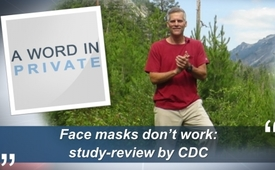 A WORD IN
PRIVATE
Face masks don't work:
study-review by CDC
„
”